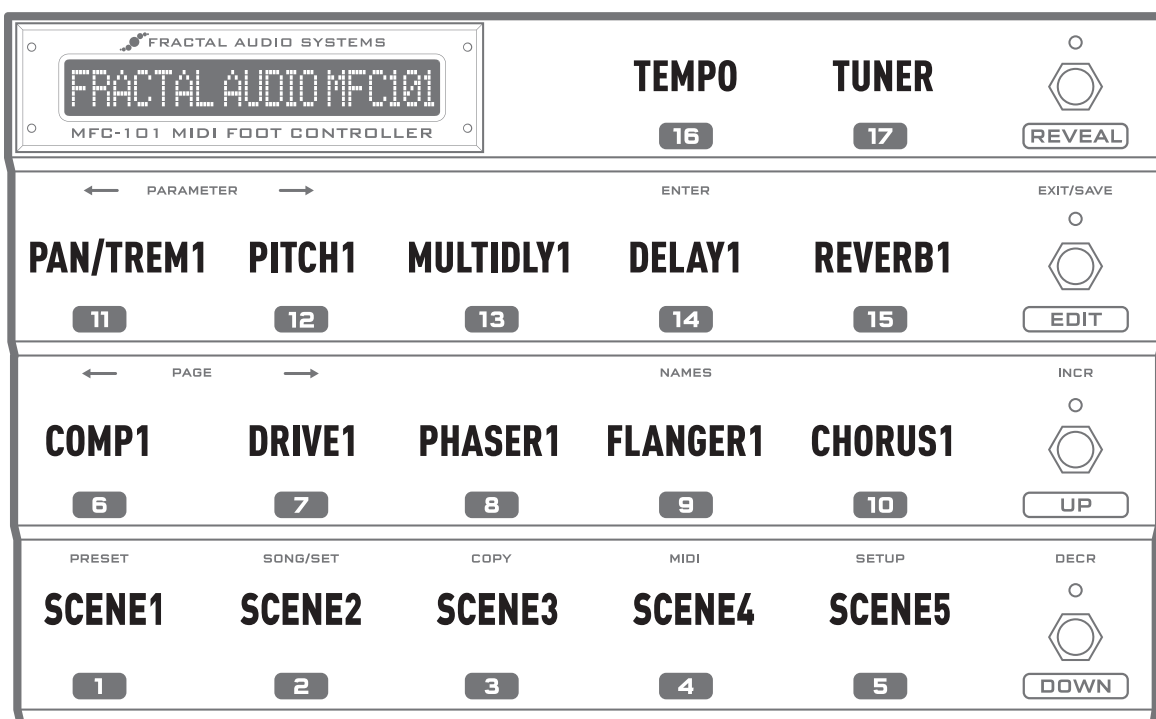 FRACTAL AUDIO SYSTEMS
FRACTAL AUDIO MFC101
MFC-101 MIDI FOOT CONTROLLER
TEMPO TUNER
16 17 REVEAL
← PARAMETER → ENTER EXIT/SAVE
PAN/TREM1 PITCH1 MULTIDLY1 DELAY1 REVERB1
11 12 13 14 15 EDIT
← PAGE → NAMES INCR
COMP1 DRIVE1 PHASER1 FLANGER1 CHORUS1
6 7 8 9 10 UP
PRESET SONG/SET COPY MIDI SETUP DECR
SCENE1 SCENE2 SCENE3 SCENE4 SCENE5
1 2 3 4 5 DOWN